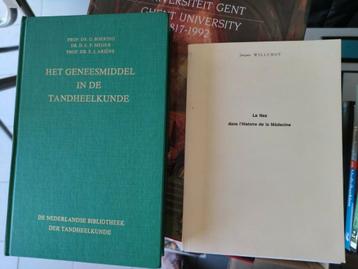 UNIVERSITEIT GENT
GHENT UNIVERSITY
1817-1992
PROF. DR. G. BOERING
DR. D. K. F. MEIJER
PROF. DR. E. J. ARIËNS
HET GENEESMIDDEL
IN DE
TANDHEELKUNDE
DE NEDERLANDSE BIBLIOTHEEK
DER TANDHEELKUNDE
Jacques WILLEMOT
Le Nez
dans l'Histoire de la Médecine